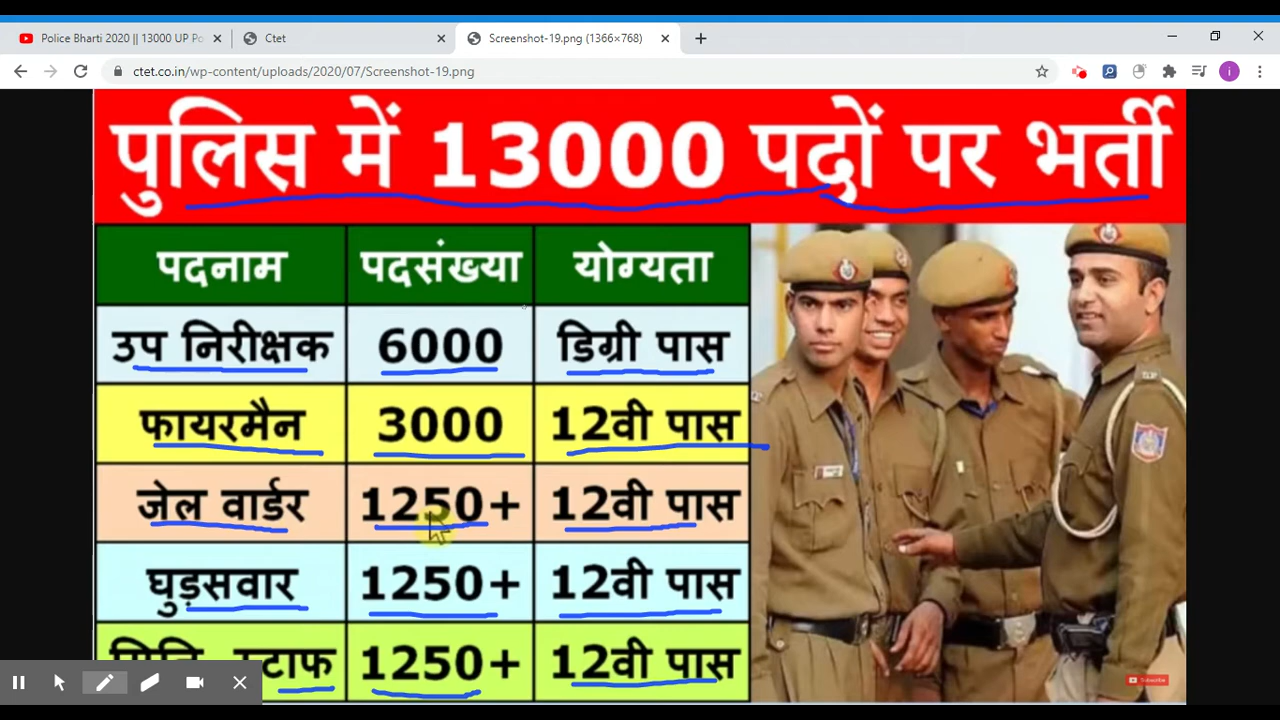 Police Bharti 2020 || 13000 UP Po
Ctet
Screenshot-19.png (1366×768)
ctet.co.in/wp-content/uploads/2020/07/Screenshot-19.png
i
पुलिस में 13000 पदों पर भर्ती
पदनाम पदसंख्या योग्यता
उप निरीक्षक 6000 डिग्री पास
फायरमैन 3000 12वी पास
जेल वार्डर 1250+ 12वी पास
घुड़सवार 1250+ 12वी पास
स्टाफ 1250+ 12वी पास
Subscribe